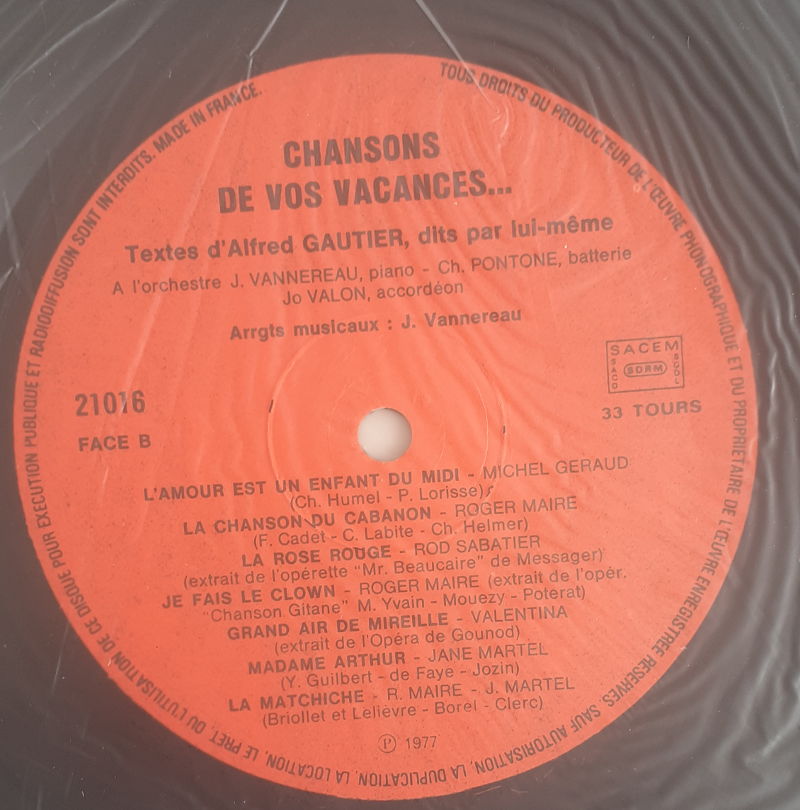 TOUS DROITS DU PRODUCTEUR DE L'ŒUVRE PHONOGRAPHIQUE ET DU PROPRIÉTAIRE DE L'ŒUVRE ENREGISTRÉE RÉSERVÉS. SAUF AUTORISATION, LA DUPLICATION, LA LOCATION, LE PRÊT, OU L'UTILISATION DE CE DISQUE POUR EXÉCUTION PUBLIQUE ET RADIODIFFUSION SONT INTERDITS. MADE IN FRANCE.
CHANSONS
DE VOS VACANCES...
Textes d'Alfred GAUTIER, dits par lui-même
A l'orchestre J. VANNEREAU, piano - Ch. PONTONE, batterie
Jo VALON, accordéon
Arrgts musicaux : J. Vannereau
SACEM
SACD SDRM SGDL
21016
33 TOURS
FACE B
L'AMOUR EST UN ENFANT DU MIDI - MICHEL GERAUD
(Ch. Humel - P. Lorisse)
LA CHANSON DU CABANON - ROGER MAIRE
(F. Cadet - C. Labite - Ch. Helmer)
LA ROSE ROUGE - ROD SABATIER
(extrait de l'opérette "Mr. Beaucaire" de Messager)
JE FAIS LE CLOWN - ROGER MAIRE (extrait de l'opér.
"Chanson Gitane" M. Yvain - Mouezy - Poterat)
GRAND AIR DE MIREILLE - VALENTINA
(extrait de l'Opéra de Gounod)
MADAME ARTHUR - JANE MARTEL
(Y. Guilbert - de Faye - Jozin)
LA MATCHICHE - R. MAIRE - J. MARTEL
(Briollet et Lelièvre - Borel - Clerc)
Ⓟ 1977